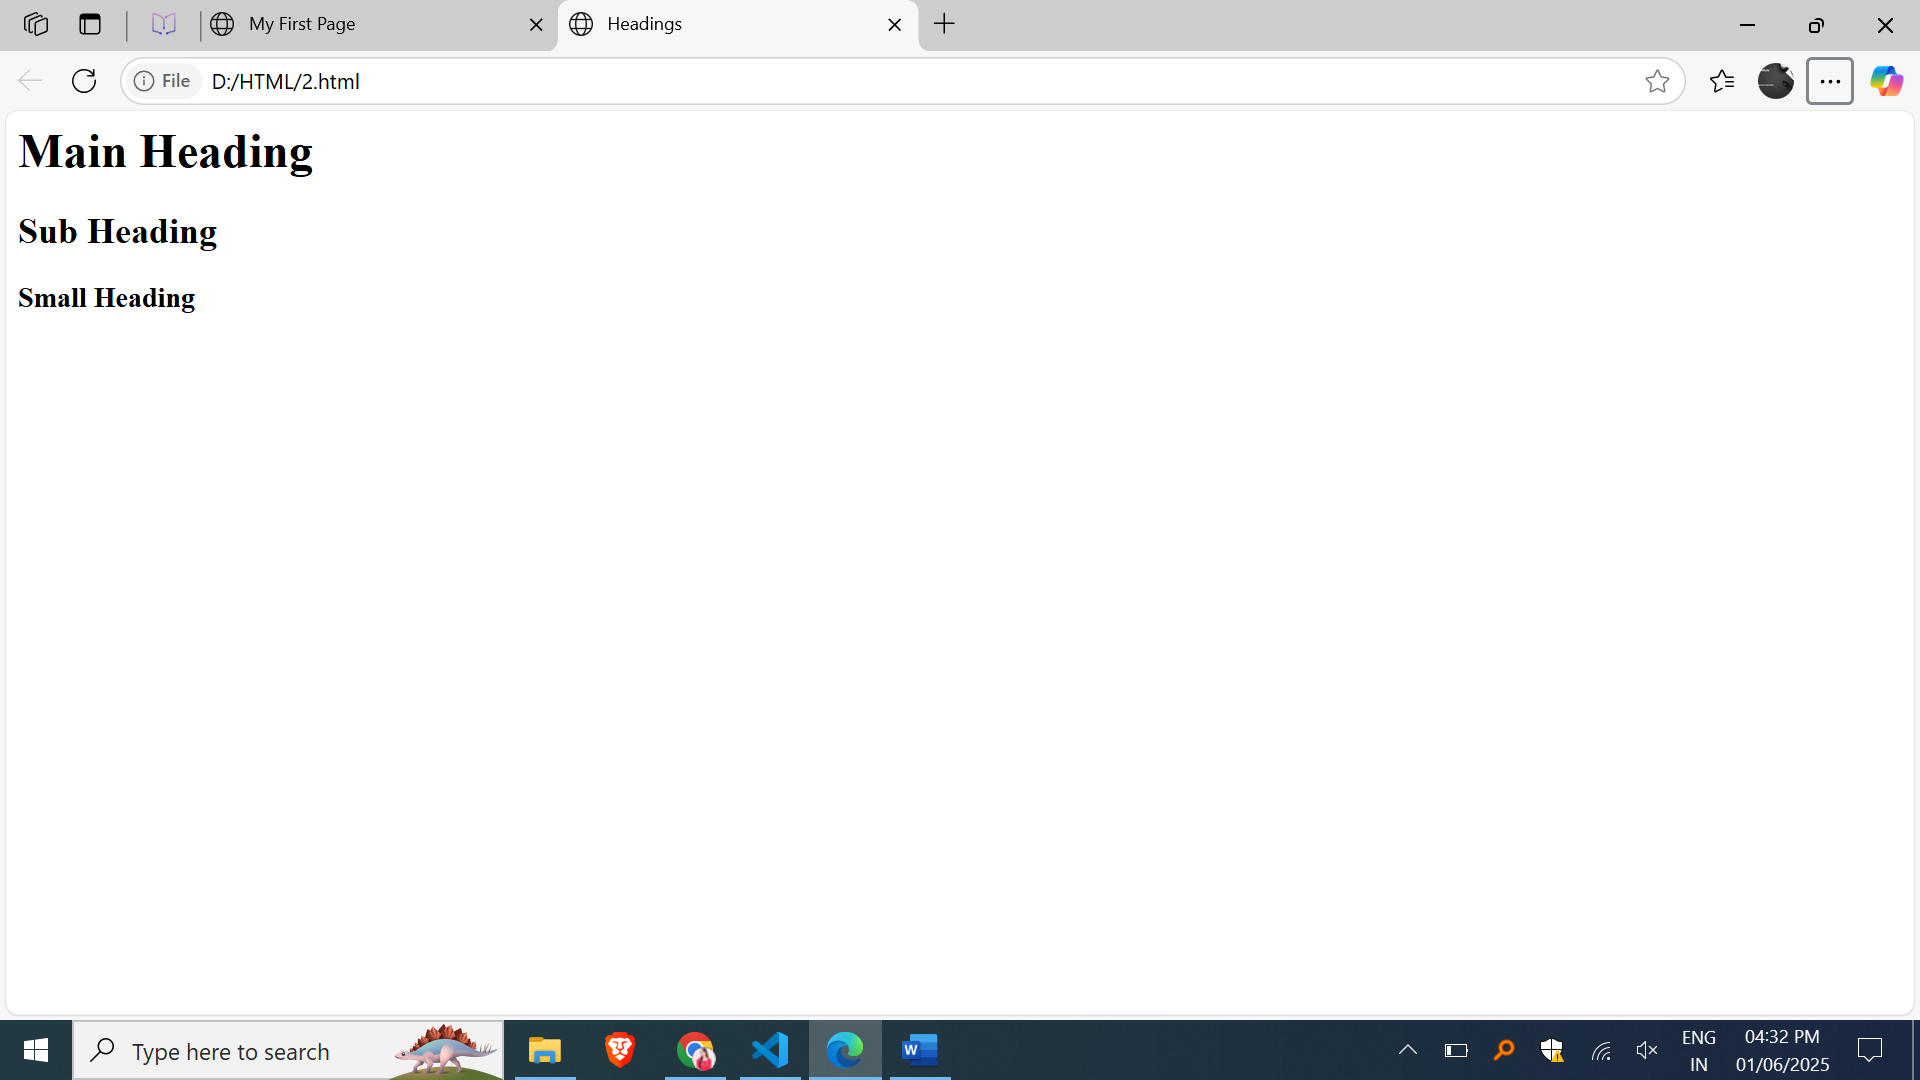 My First Page
Headings
File
D:/HTML/2.html
Main Heading
Sub Heading
Small Heading
Type here to search
W
ENG
IN
04:32 PM
01/06/2025